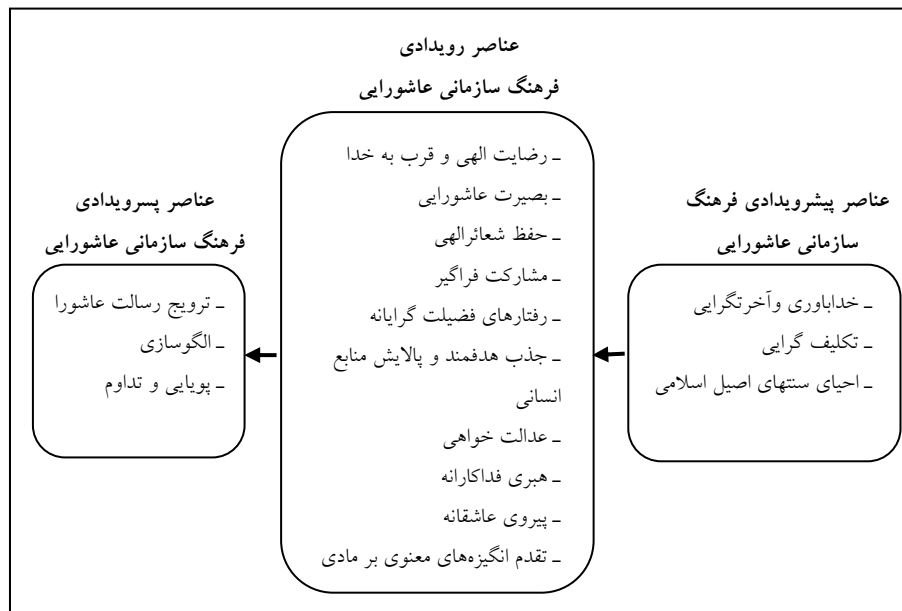 عناصر رویدادی
فرهنگ سازمانی عاشورایی
عناصر پیشرویدادی فرهنگ
سازمانی عاشورایی
ـ خداباوری وآخرتگرایی
ـ تکلیف گرایی
ـ احیای سنتهای اصیل اسلامی
ـ رضایت الهی و قرب به خدا
ـ بصیرت عاشورایی
ـ حفظ شعائرالهی
ـ مشارکت فراگیر
ـ رفتارهای فضیلت گرایانه
ـ جذب هدفمند و پالایش منابع
انسانی
ـ عدالت خواهی
ـ هبری فداکارانه
ـ پیروی عاشقانه
ـ تقدم انگیزه‌های معنوی بر مادی
عناصر پسرویدادی
فرهنگ سازمانی عاشورایی
ـ ترویج رسالت عاشورا
ـ الگوسازی
ـ پویایی و تداوم